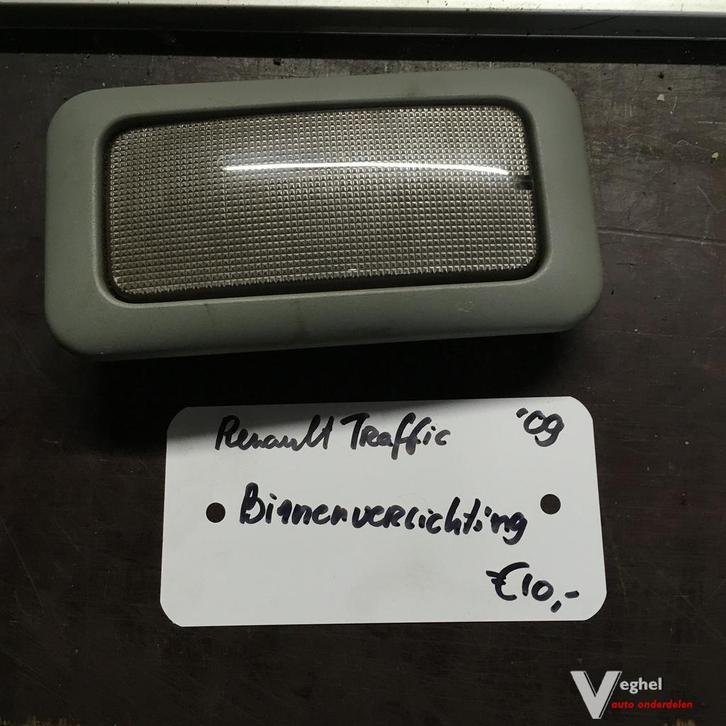 Renault Traffic '09
Binnenverlichting
€10,-
Veghel
auto onderdelen